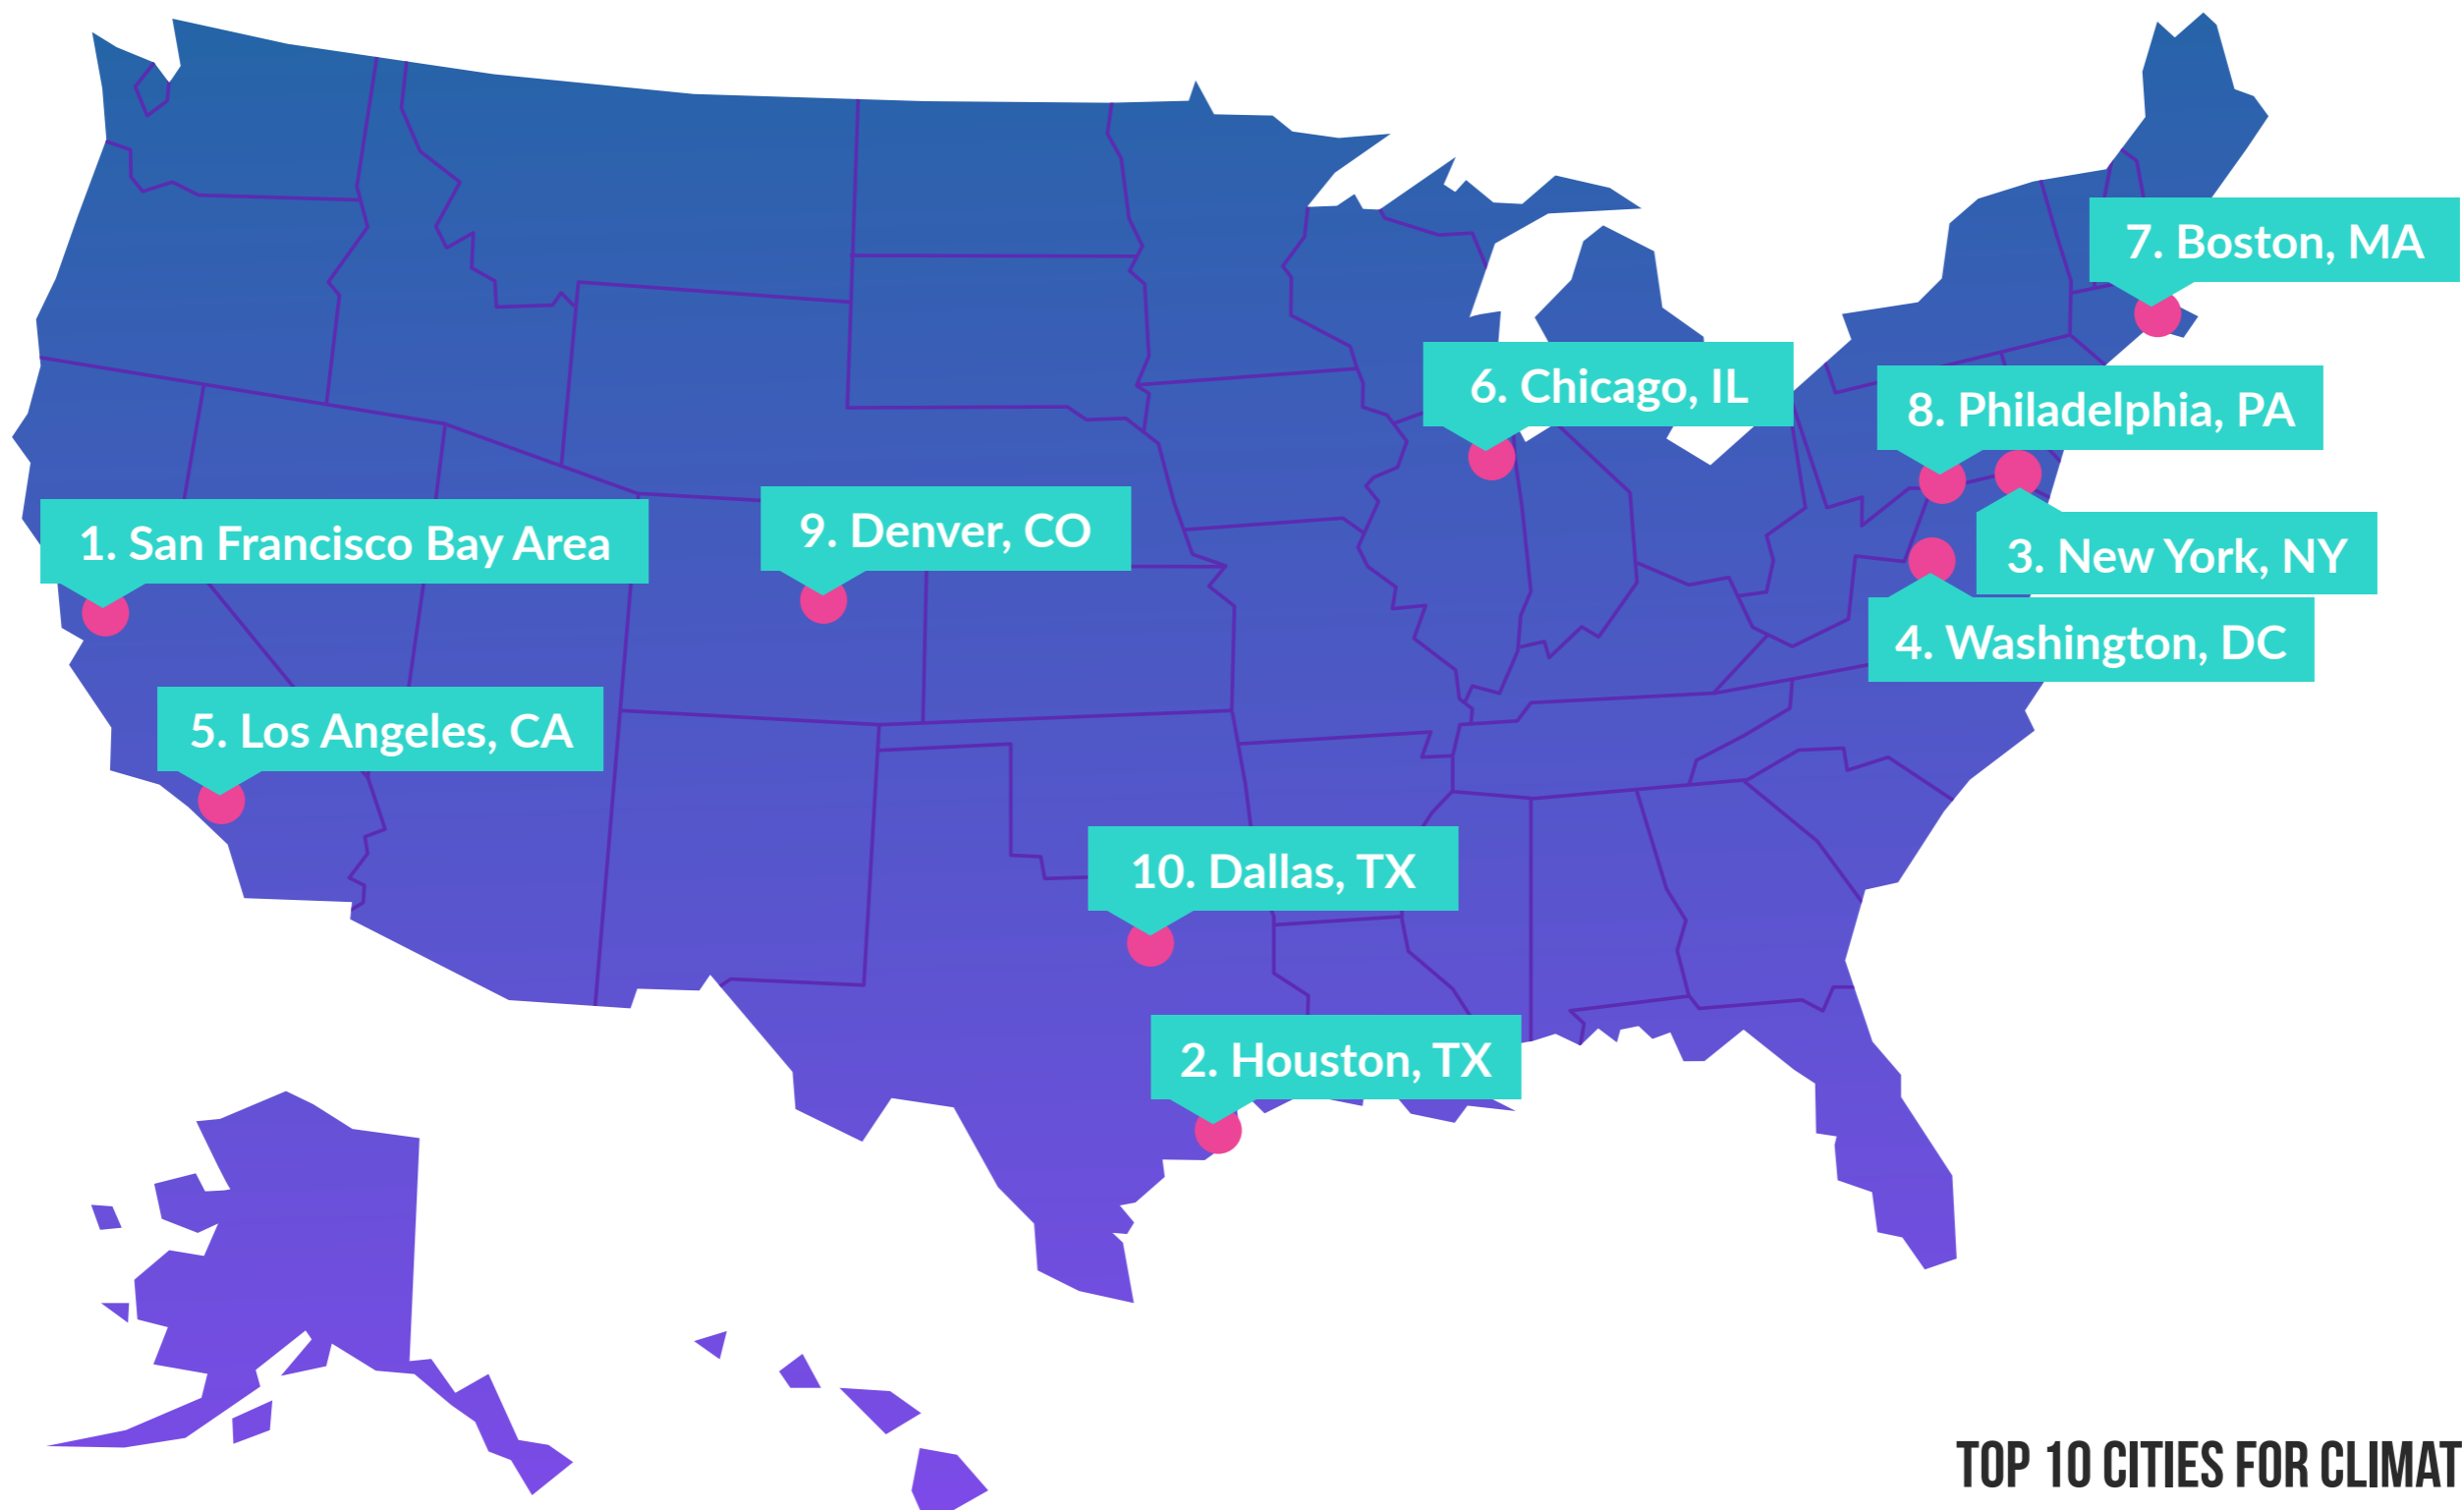 7. Boston, MA
6. Chicago, IL
8. Philadelphia, PA
1. San Francisco Bay Area
9. Denver, CO
3. New York, NY
4. Washington, DC
5. Los Angeles, CA
10. Dallas, TX
2. Houston, TX
TOP 10 CITIES FOR CLIMAT